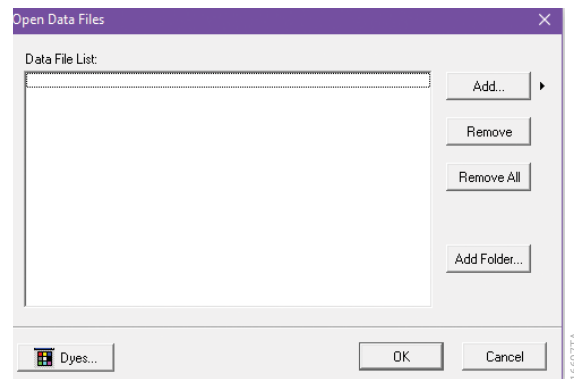 Open Data Files
Data File List:
Add...
Remove
Remove All
Add Folder...
Dyes...
OK
Cancel